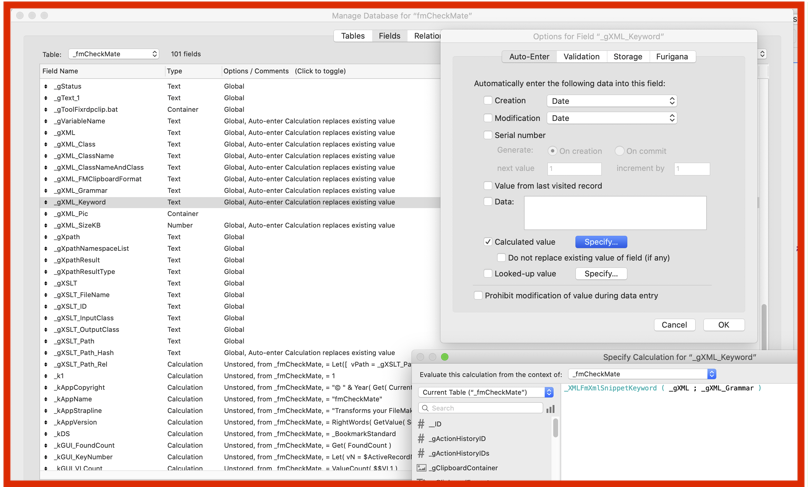 Manage Database for “fmCheckMate”
Tables Fields
Table: _fmCheckMate 101 fields
Field Name Type Options / Comments (Click to toggle)
_gStatus Text Global
_gText_1 Text Global
_gToolFixrdpclip.bat Container Global
_gVariableName Text Global, Auto-enter Calculation replaces existing value
_gXML Text Global, Auto-enter Calculation replaces existing value
_gXML_Class Text Global, Auto-enter Calculation replaces existing value
_gXML_ClassName Text Global, Auto-enter Calculation replaces existing value
_gXML_ClassNameAndClass Text Global, Auto-enter Calculation replaces existing value
_gXML_FMClipboardFormat Text Global, Auto-enter Calculation replaces existing value
_gXML_Grammar Text Global, Auto-enter Calculation replaces existing value
_gXML_Keyword Text Global, Auto-enter Calculation replaces existing value
_gXML_Pic Container Global
_gXML_SizeKB Number Global, Auto-enter Calculation replaces existing value
_gXpath Text Global
_gXpathNamespaceList Text Global
_gXpathResult Text Global
_gXpathResultType Text Global
_gXSLT Text Global
_gXSLT_FileName Text Global
_gXSLT_ID Text Global
_gXSLT_InputClass Text Global
_gXSLT_OutputClass Text Global
_gXSLT_Path Text Global
_gXSLT_Path_Hash Text Global, Auto-enter Calculation replaces existing value
_gXSLT_Path_Rel Calculation Unstored, from _fmCheckMate, = Let([ vPath = _gXSLT_Pa
_k1 Calculation Unstored, from _fmCheckMate, = 1
_kAppCopyright Calculation Unstored, from _fmCheckMate, = "© " & Year( Get( Current
_kAppName Calculation Unstored, from _fmCheckMate, = "fmCheckMate"
_kAppStrapline Calculation Unstored, from _fmCheckMate, = "Transforms your FileMak
_kAppVersion Calculation Unstored, from _fmCheckMate, = RightWords( GetValue( S
_kDS Calculation Unstored, from _fmCheckMate, = _BookmarkStandard
_kGUI_FoundCount Calculation Unstored, from _fmCheckMate, = Get( FoundCount )
_kGUI_KeyNumber Calculation Unstored, from _fmCheckMate, = Let( vN = $ActiveRecord
_kGUI_VLCount Calculation Unstored, from _fmCheckMate, = ValueCount( $$VL1 )
Options for Field “_gXML_Keyword”
Auto-Enter Validation Storage Furigana
Automatically enter the following data into this field:
Creation Date
Modification Date
Serial number
Generate: On creation On commit
next value 1 increment by 1
Value from last visited record
Data:
Calculated value Specify...
Do not replace existing value of field (if any)
Looked-up value Specify...
Prohibit modification of value during data entry
Cancel OK
Specify Calculation for “_gXML_Keyword”
Evaluate this calculation from the context of: _fmCheckMate
Current Table (“_fmCheckMate”)
Search
__ID
_gActionHistoryID
_gActionHistoryIDs
_gClipboardContainer
_XMLFmXmlSnippetKeyword ( _gXML ; _gXML_Grammar )